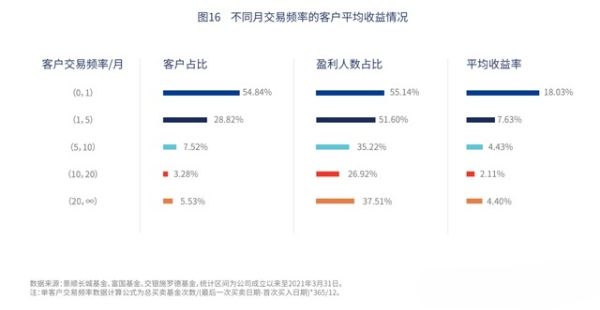 图16 不同月交易频率的客户平均收益情况
客户交易频率/月 客户占比 盈利人数占比 平均收益率
(0, 1) 54.84% 55.14% 18.03%
(1, 5) 28.82% 51.60% 7.63%
(5, 10) 7.52% 35.22% 4.43%
(10, 20) 3.28% 26.92% 2.11%
(20, ∞) 5.53% 37.51% 4.40%
数据来源：景顺长城基金，富国基金、交银施罗德基金，统计区间为公司成立以来至2021年3月31日。
注：单客户交易频率数据计算公式为总买卖基金次数/(最后一次买卖日期-首次买入日期)*365/12。